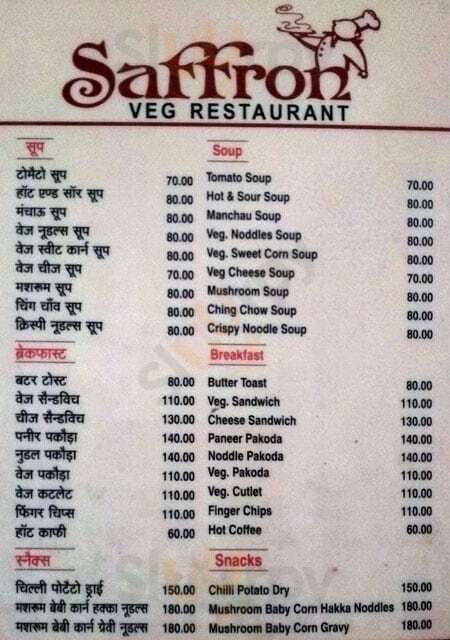 Saffron
VEG RESTAURANT
सूप
टोमैटो सूप 70.00
हॉट एण्ड सॉर सूप 80.00
मंचाऊ सूप 80.00
वेज नूडल्स सूप 80.00
वेज स्वीट कार्न सूप 80.00
वेज चीज सूप 70.00
मशरूम सूप 80.00
चिंग चाँव सूप 80.00
क्रिस्पी नूडल्स सूप 80.00
ब्रेकफास्ट
बटर टोस्ट 80.00
वेज सैन्डविच 110.00
चीज सैन्डविच 130.00
पनीर पकौड़ा 140.00
नुडल पकौड़ा 140.00
वेज पकौड़ा 110.00
वेज कटलेट 110.00
फिंगर चिप्स 110.00
हॉट काफी 60.00
स्नैक्स
चिल्ली पोटैटो ड्राई 150.00
मशरूम बेबी कार्न हक्का नूडल्स 180.00
मशरूम बेबी कार्न ग्रेवी नूडल्स 180.00
Soup
Tomato Soup 70.00
Hot & Sour Soup 80.00
Manchau Soup 80.00
Veg. Noddles Soup 80.00
Veg. Sweet Corn Soup 80.00
Veg Cheese Soup 70.00
Mushroom Soup 80.00
Ching Chow Soup 80.00
Crispy Noodle Soup 80.00
Breakfast
Butter Toast 80.00
Veg. Sandwich 110.00
Cheese Sandwich 130.00
Paneer Pakoda 140.00
Noddle Pakoda 140.00
Veg. Pakoda 110.00
Veg. Cutlet 110.00
Finger Chips 110.00
Hot Coffee 60.00
Snacks
Chilli Potato Dry 150.00
Mushroom Baby Corn Hakka Noodles 180.00
Mushroom Baby Corn Gravy 180.00